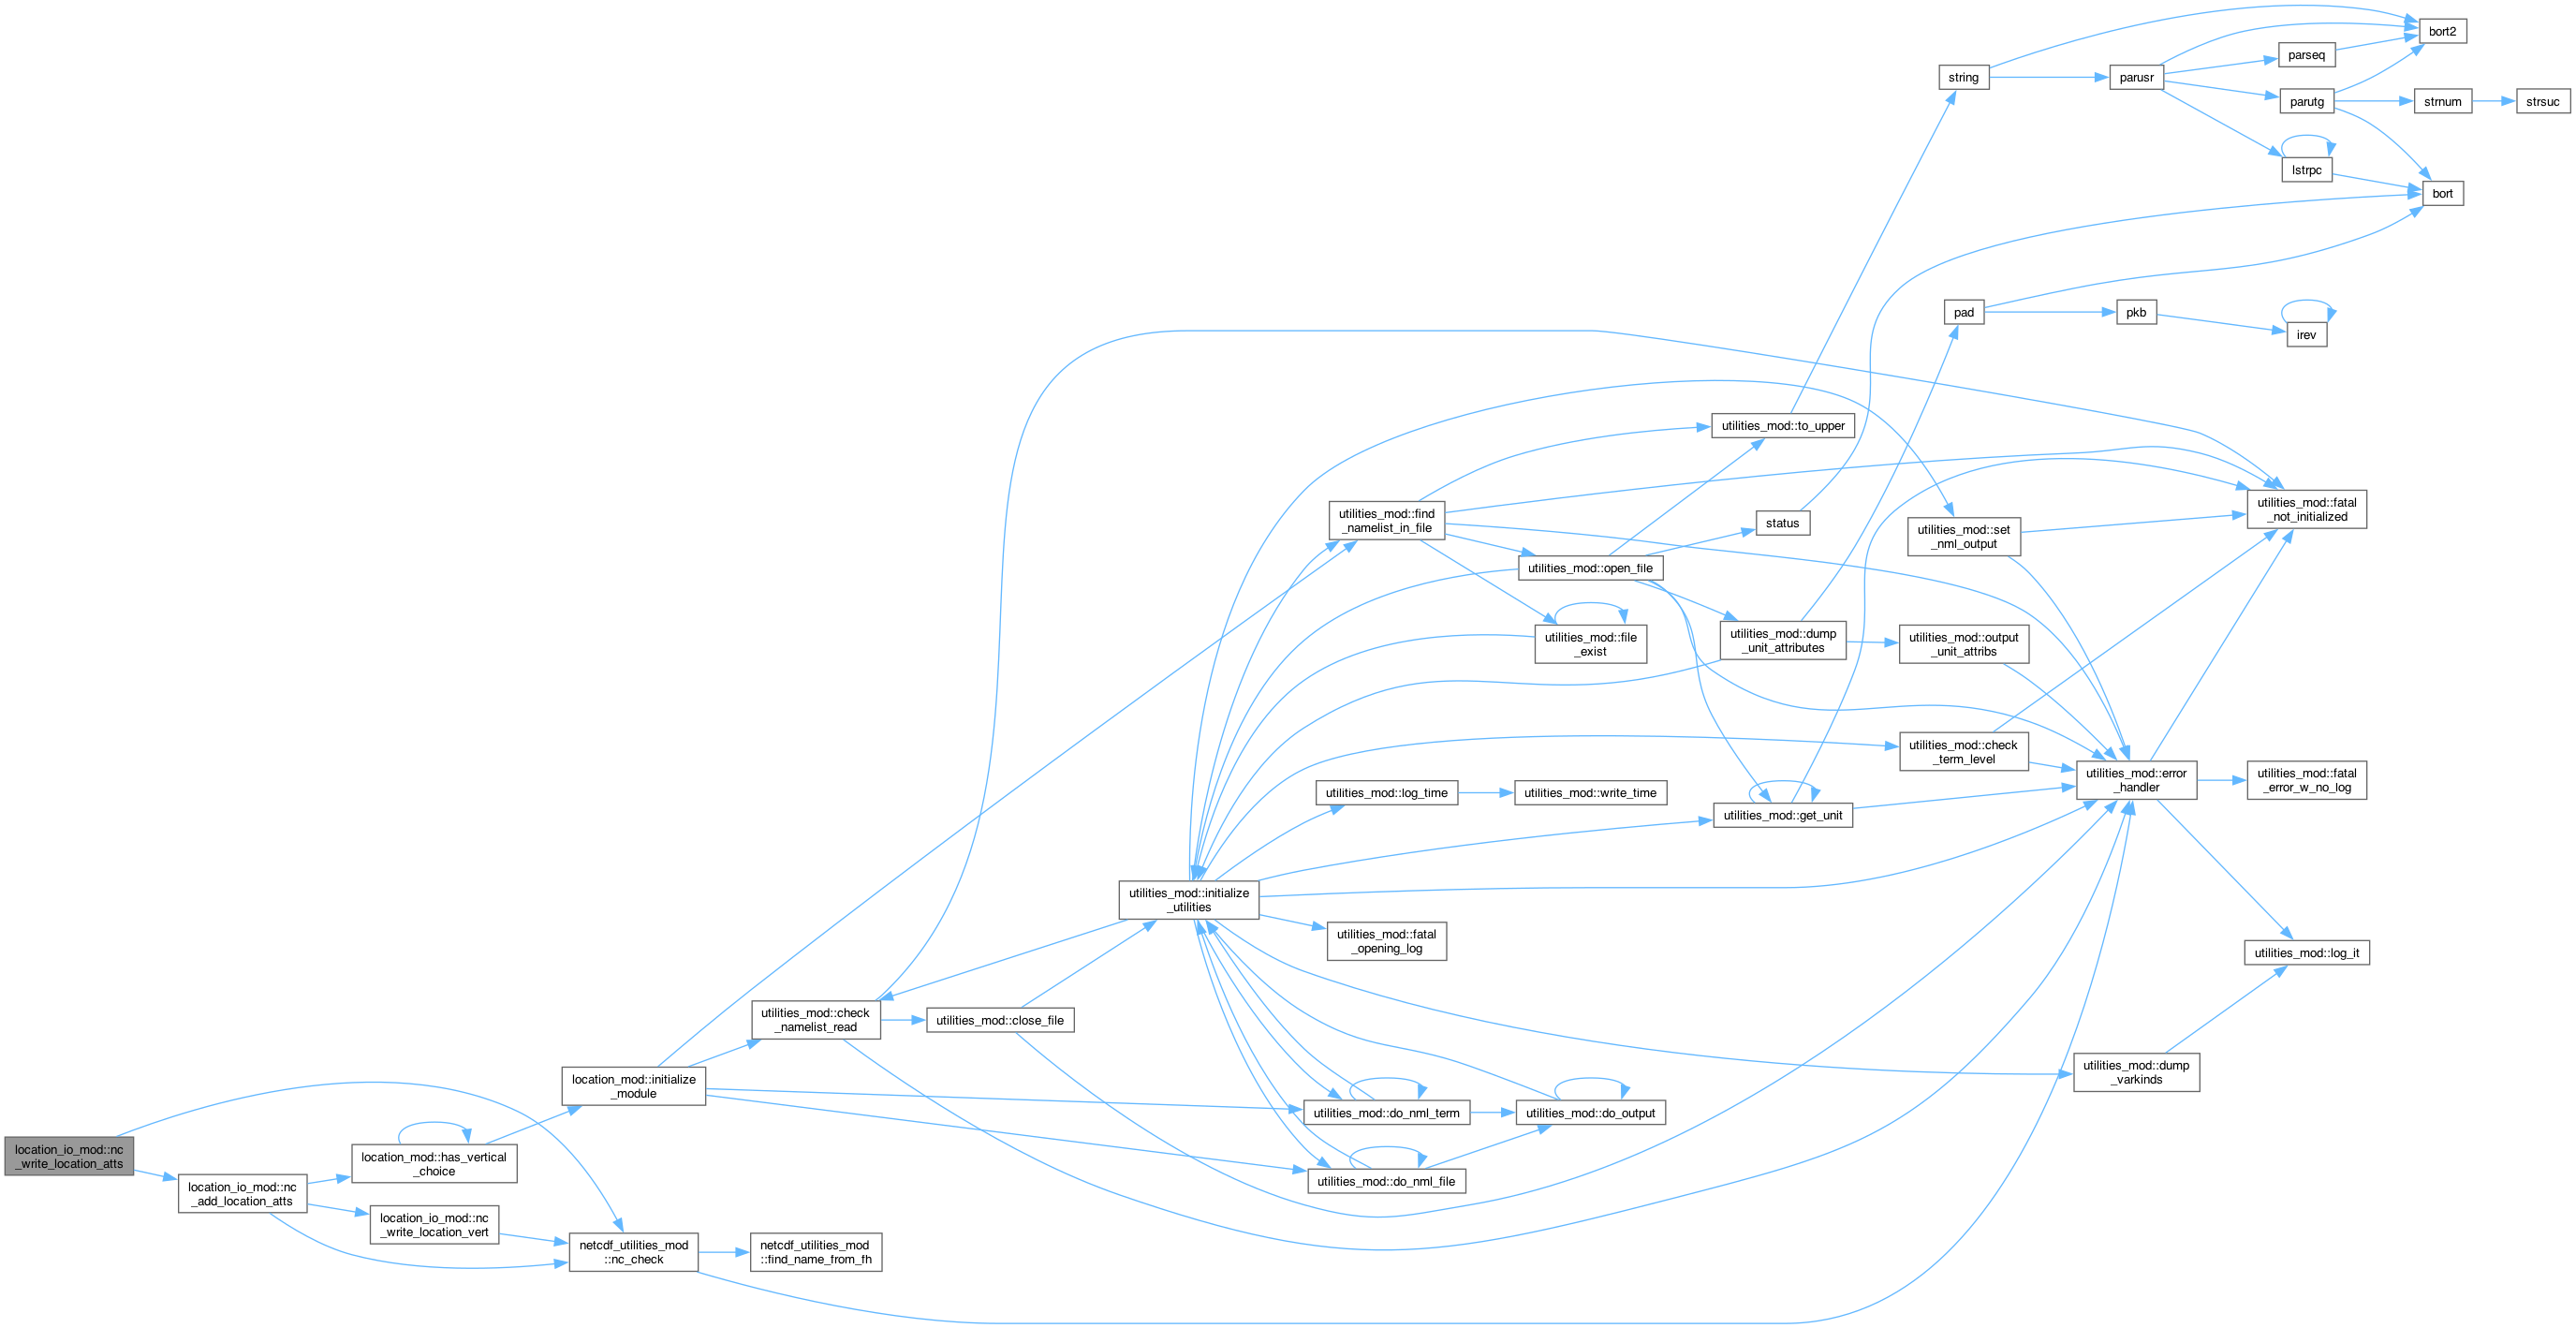 bort2
parseq
string
parusr
parutg
strnum
strsuc
lstrpc
bort
pad
pkb
irev
utilities_mod::to_upper
utilities_mod::find
_namelist_in_file
status
utilities_mod::set
_nml_output
utilities_mod::fatal
_not_initialized
utilities_mod::open_file
utilities_mod::file
_exist
utilities_mod::dump
_unit_attributes
utilities_mod::output
_unit_attribs
utilities_mod::check
_term_level
utilities_mod::error
_handler
utilities_mod::fatal
_error_w_no_log
utilities_mod::log_time
utilities_mod::write_time
utilities_mod::get_unit
utilities_mod::initialize
_utilities
utilities_mod::fatal
_opening_log
utilities_mod::log_it
utilities_mod::check
_namelist_read
utilities_mod::close_file
utilities_mod::dump
_varkinds
location_mod::initialize
_module
utilities_mod::do_nml_term
utilities_mod::do_output
location_io_mod::nc
_write_location_atts
location_mod::has_vertical
_choice
utilities_mod::do_nml_file
location_io_mod::nc
_add_location_atts
location_io_mod::nc
_write_location_vert
netcdf_utilities_mod
::nc_check
netcdf_utilities_mod
::find_name_from_fh